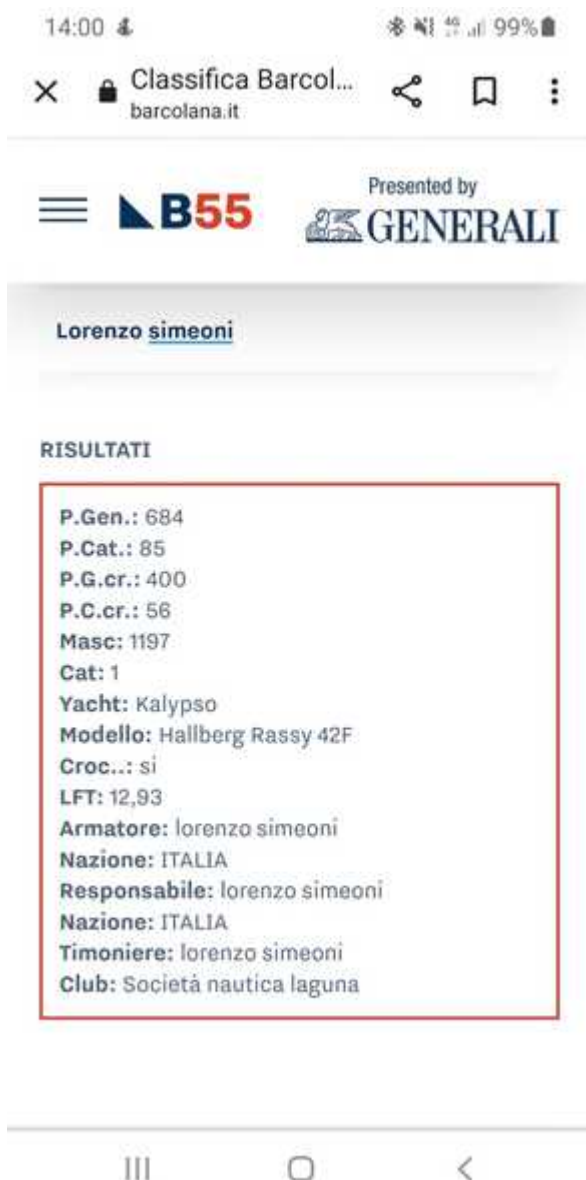 14:00 99%
Classifica Barcol...
barcolana.it
B55
Presented by
GENERALI
Lorenzo simeoni
RISULTATI
P.Gen.: 684
P.Cat.: 85
P.G.cr.: 400
P.C.cr.: 56
Masc: 1197
Cat: 1
Yacht: Kalypso
Modello: Hallberg Rassy 42F
Croc..: si
LFT: 12,93
Armatore: lorenzo simeoni
Nazione: ITALIA
Responsabile: lorenzo simeoni
Nazione: ITALIA
Timoniere: lorenzo simeoni
Club: Società nautica laguna